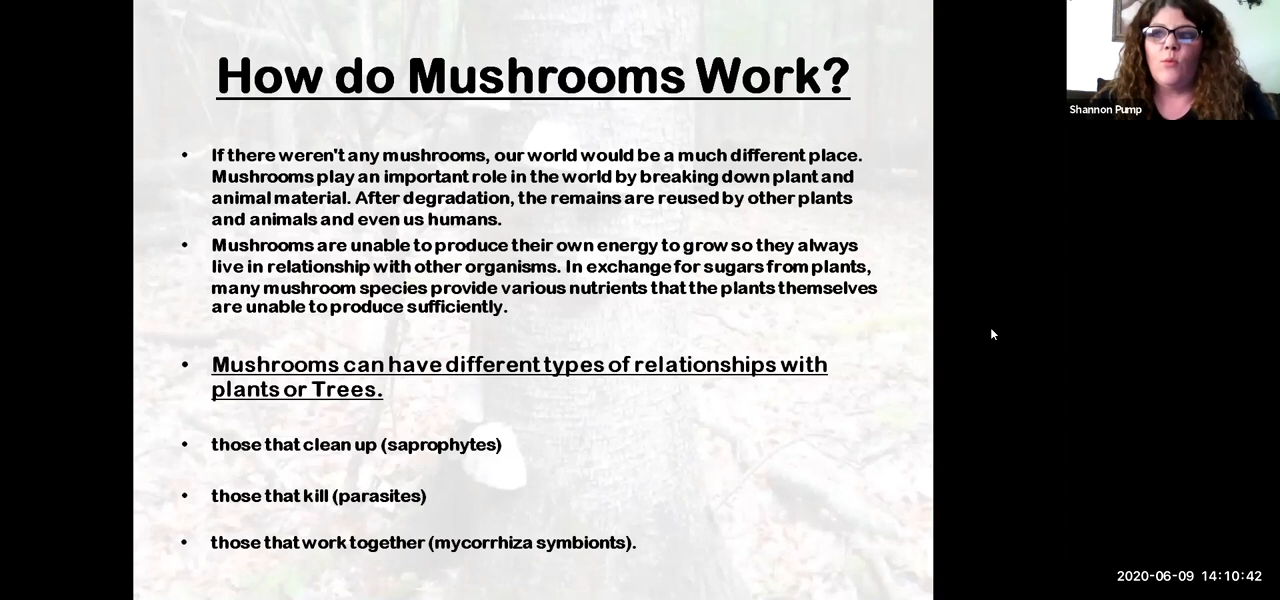 How do Mushrooms Work?
• If there weren't any mushrooms, our world would be a much different place.
Mushrooms play an important role in the world by breaking down plant and
animal material. After degradation, the remains are reused by other plants
and animals and even us humans.
• Mushrooms are unable to produce their own energy to grow so they always
live in relationship with other organisms. In exchange for sugars from plants,
many mushroom species provide various nutrients that the plants themselves
are unable to produce sufficiently.
• Mushrooms can have different types of relationships with
plants or Trees.
• those that clean up (saprophytes)
• those that kill (parasites)
• those that work together (mycorrhiza symbionts).
Shannon Pump
2020-06-09 14:10:42